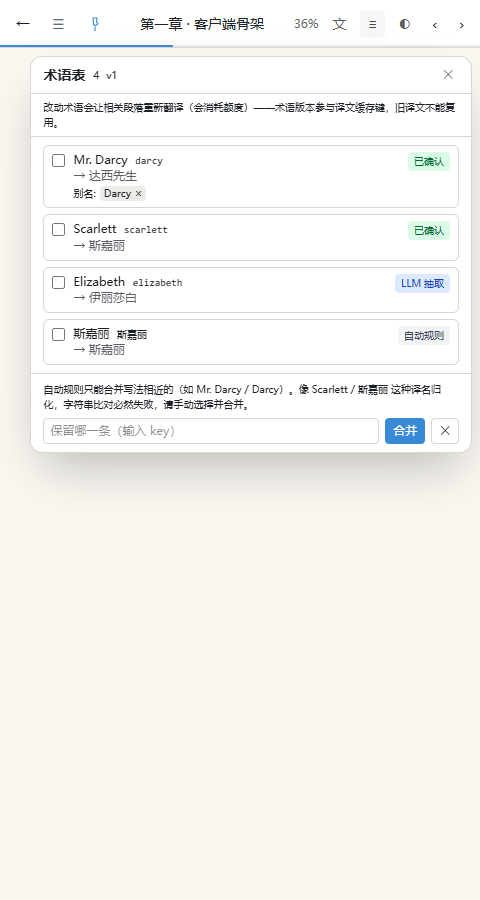 ← ☰ 第一章 · 客户端骨架 36% 文 ≡ ◐ ‹ ›
术语表 4 v1 ×
改动术语会让相关段落重新翻译（会消耗额度）——术语版本参与译文缓存键，旧译文不能复
用。
Mr. Darcy darcy 已确认
→ 达西先生
别名: Darcy ×
Scarlett scarlett 已确认
→ 斯嘉丽
Elizabeth elizabeth LLM 抽取
→ 伊丽莎白
斯嘉丽 斯嘉丽 自动规则
→ 斯嘉丽
自动规则只能合并写法相近的（如 Mr. Darcy / Darcy）。像 Scarlett / 斯嘉丽 这种译名归
化，字符串比对必然失败，请手动选择并合并。
保留哪一条（输入 key） 合并 ×